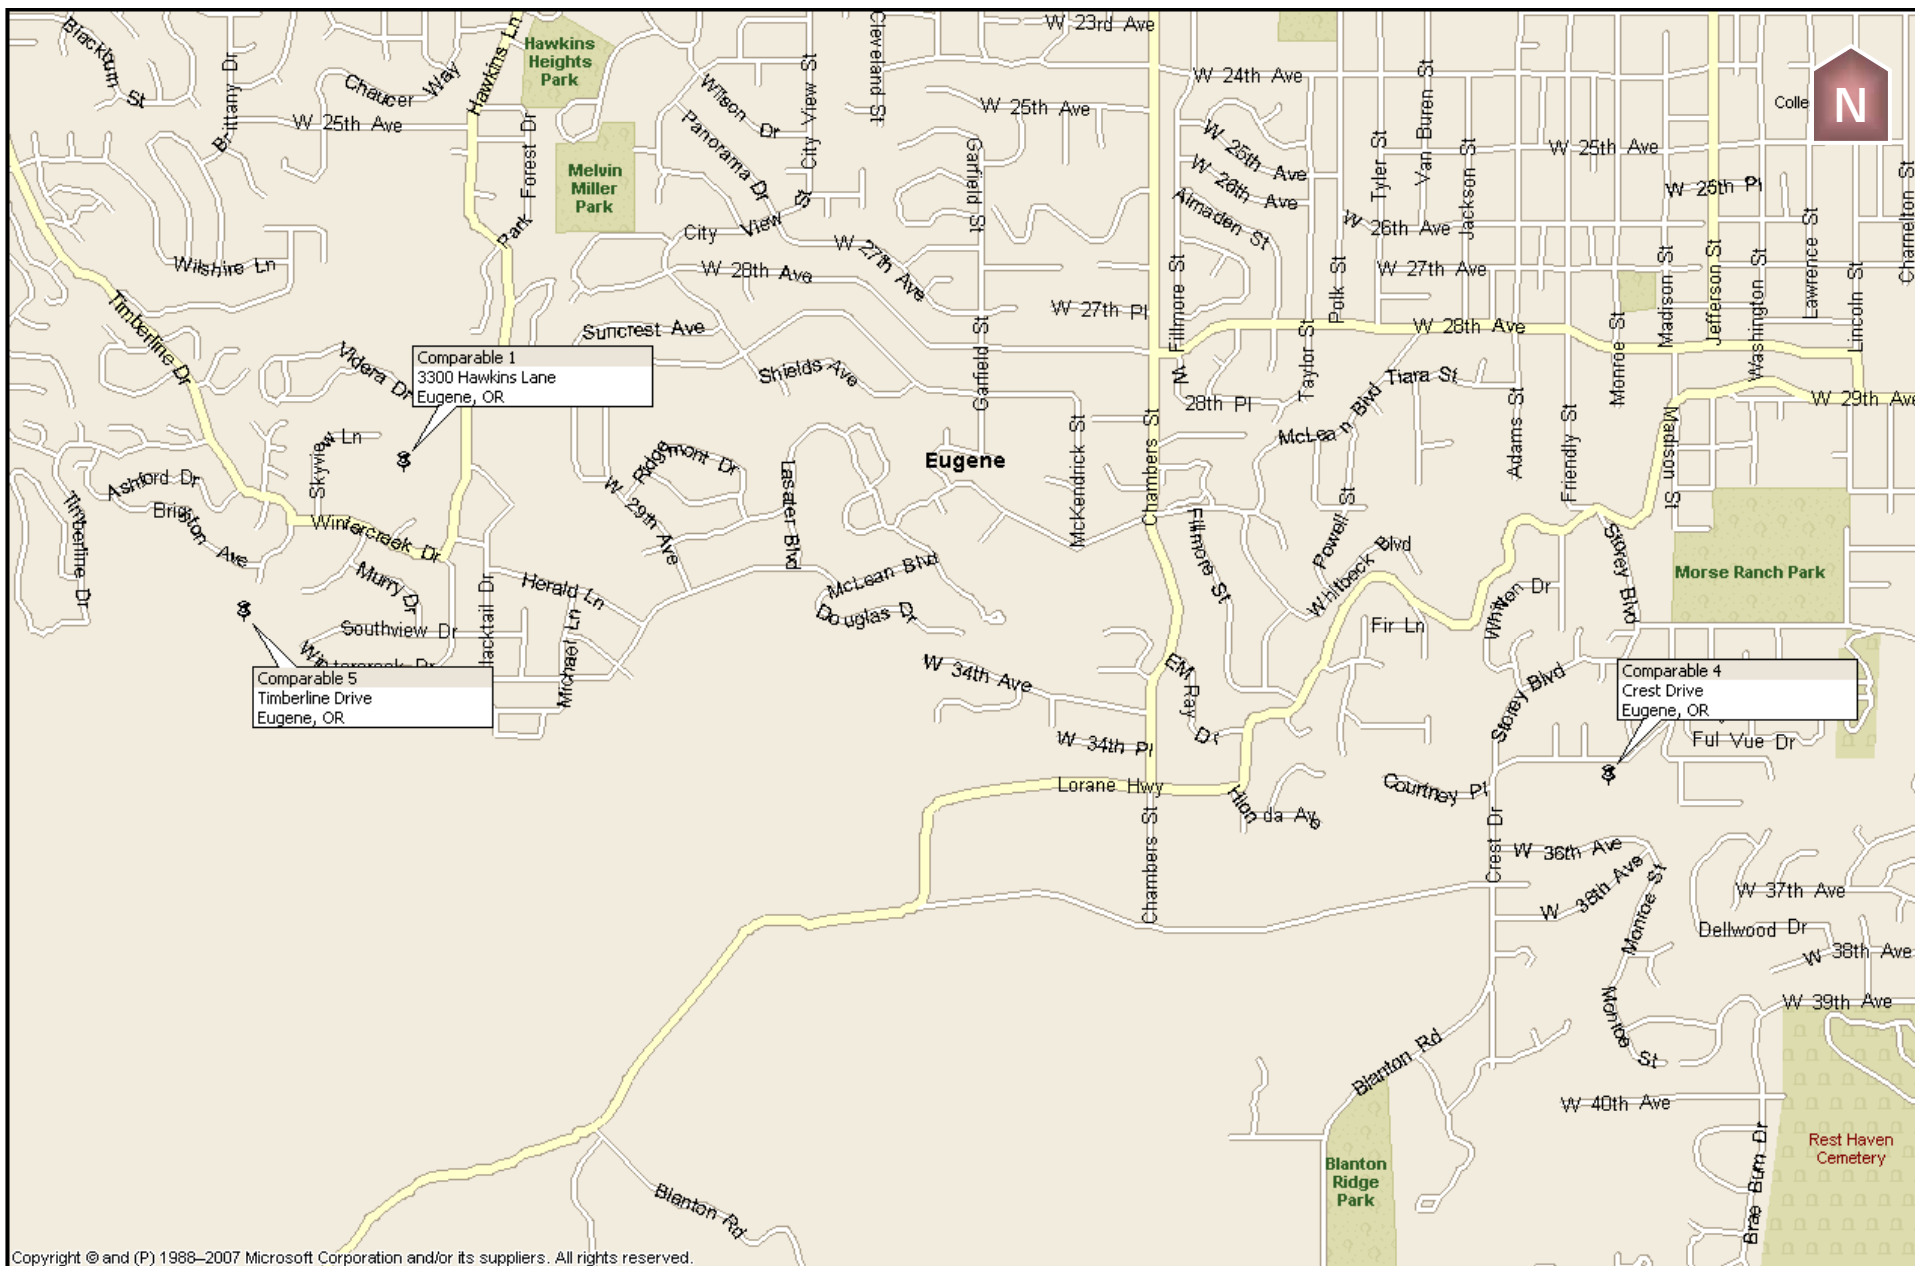 W 23rd Ave
Blackburn St
Brittany Dr
Chaucer Way
Hawkins Ln
Hawkins
Heights
Park
Wilson Dr
City View St
Cleveland St
W 24th Ave
Van Buren St
Colle
N
W 25th Ave
Forest Dr
Panorama Dr
W 25th Ave
Garfield St
W 25th Ave
W 26th Ave
Tyler St
Jackson St
W 25th Ave
W 25th Pl
Charnelton St
Melvin
Miller
Park
Park
City View St
W 27th Ave
Almaden St
W 26th Ave
Lawrence St
Wilshire Ln
W 28th Ave
W 27th Pl
Fillmore St
Polk St
W 27th Ave
Madison St
Jefferson St
Washington St
Lincoln St
Timberline Dr
Suncrest Ave
Garfield St
W 28th Ave
Taylor St
Monroe St
Videra Dr
Comparable 1
3300 Hawkins Lane
Eugene, OR
Shields Ave
W 28th Pl
Tiara St
McLean Blvd
Adams St
Friendly St
Madison St
W 29th Ave
Skyview Ln
Ridgemont Dr
Lasater Blvd
Eugene
McKendrick St
Chambers St
Ashford Dr
Brighton Ave
Timberline Dr
Wintercreek Dr
W 29th Ave
Fillmore St
Powell St
Whitbeck Blvd
Storey Blvd
Morse Ranch Park
Murry Dr
Herald Ln
McLean Blvd
Douglas Dr
Whitten Dr
Fir Ln
Southview Dr
Wintercreek Dr
Blacktail Dr
Michael Ln
W 34th Ave
EM Ray Dr
Storey Blvd
Comparable 5
Timberline Drive
Eugene, OR
Comparable 4
Crest Drive
Eugene, OR
W 34th Pl
Ful Vue Dr
Lorane Hwy
Courtney Pl
Chambers St
Crest Dr
W 36th Ave
W 38th Ave
Monroe St
W 37th Ave
Dellwood Dr
W 38th Ave
Monroe St
W 39th Ave
Blanton Rd
W 40th Ave
Blanton
Ridge
Park
Brae Burn Dr
Rest Haven
Cemetery
Blanton Rd
Copyright © and (P) 1988–2007 Microsoft Corporation and/or its suppliers. All rights reserved.